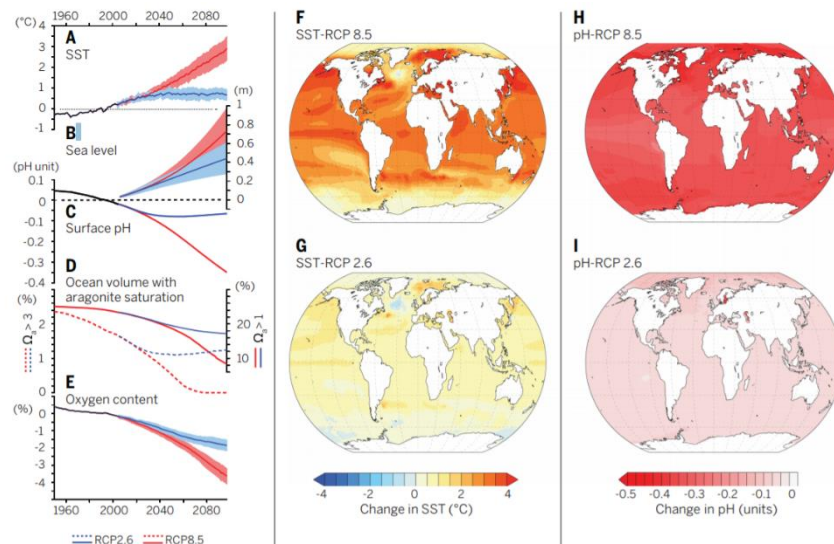 1960 2000 2040 2080
(°C)
4
3
2
1
0
-1
A
SST
(m)
1
0.8
0.6
0.4
0.2
0
B
Sea level
(pH unit)
0.1
0
-0.1
-0.2
-0.3
-0.4
C
Surface pH
D
Ocean volume with
aragonite saturation
(%)
2
1
0
Ωa > 3
(%)
20
10
Ωa > 1
E
Oxygen content
(%)
0
-1
-2
-3
-4
1960 2000 2040 2080
RCP2.6 RCP8.5
F
SST-RCP 8.5
G
SST-RCP 2.6
-4 -2 0 2 4
Change in SST (°C)
H
pH-RCP 8.5
I
pH-RCP 2.6
-0.5 -0.4 -0.3 -0.2 -0.1 0
Change in pH (units)